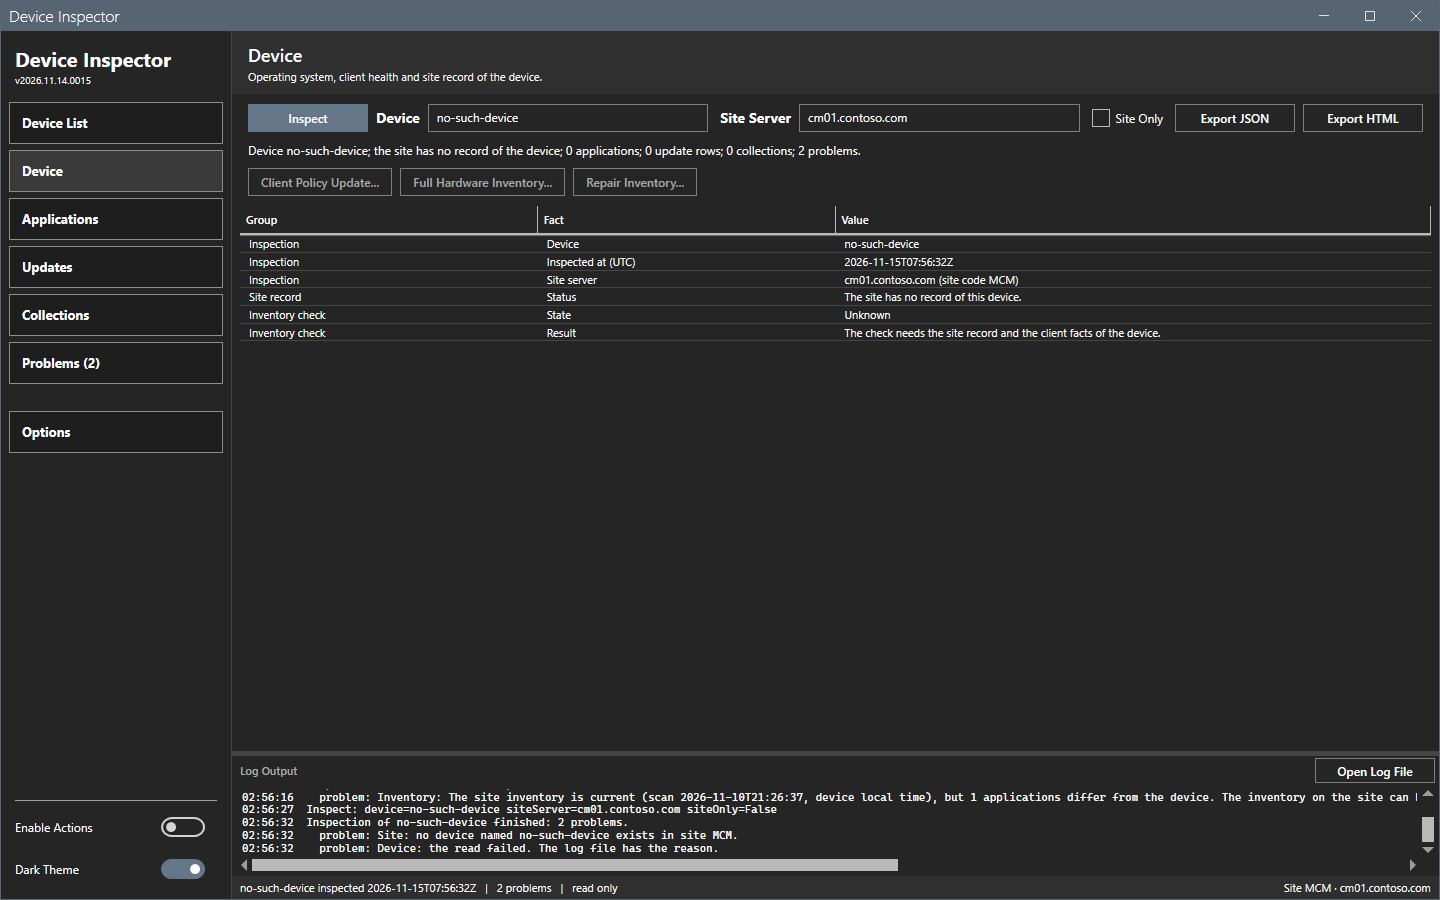 Device Inspector
Device Inspector
v2026.11.14.0015
Device List
Device
Applications
Updates
Collections
Problems (2)
Options
Enable Actions
Dark Theme
Device
Operating system, client health and site record of the device.
Inspect Device no-such-device Site Server cm01.contoso.com Site Only Export JSON Export HTML
Device no-such-device; the site has no record of the device; 0 applications; 0 update rows; 0 collections; 2 problems.
Client Policy Update... Full Hardware Inventory... Repair Inventory...
Group Fact Value
Inspection Device no-such-device
Inspection Inspected at (UTC) 2026-11-15T07:56:32Z
Inspection Site server cm01.contoso.com (site code MCM)
Site record Status The site has no record of this device.
Inventory check State Unknown
Inventory check Result The check needs the site record and the client facts of the device.
Log Output Open Log File
02:56:16 problem: Inventory: The site inventory is current (scan 2026-11-10T21:26:37, device local time), but 1 applications differ from the device. The inventory on the site can
02:56:27 Inspect: device=no-such-device siteServer=cm01.contoso.com siteOnly=False
02:56:32 Inspection of no-such-device finished: 2 problems.
02:56:32 problem: Site: no device named no-such-device exists in site MCM.
02:56:32 problem: Device: the read failed. The log file has the reason.
no-such-device inspected 2026-11-15T07:56:32Z | 2 problems | read only
Site MCM · cm01.contoso.com